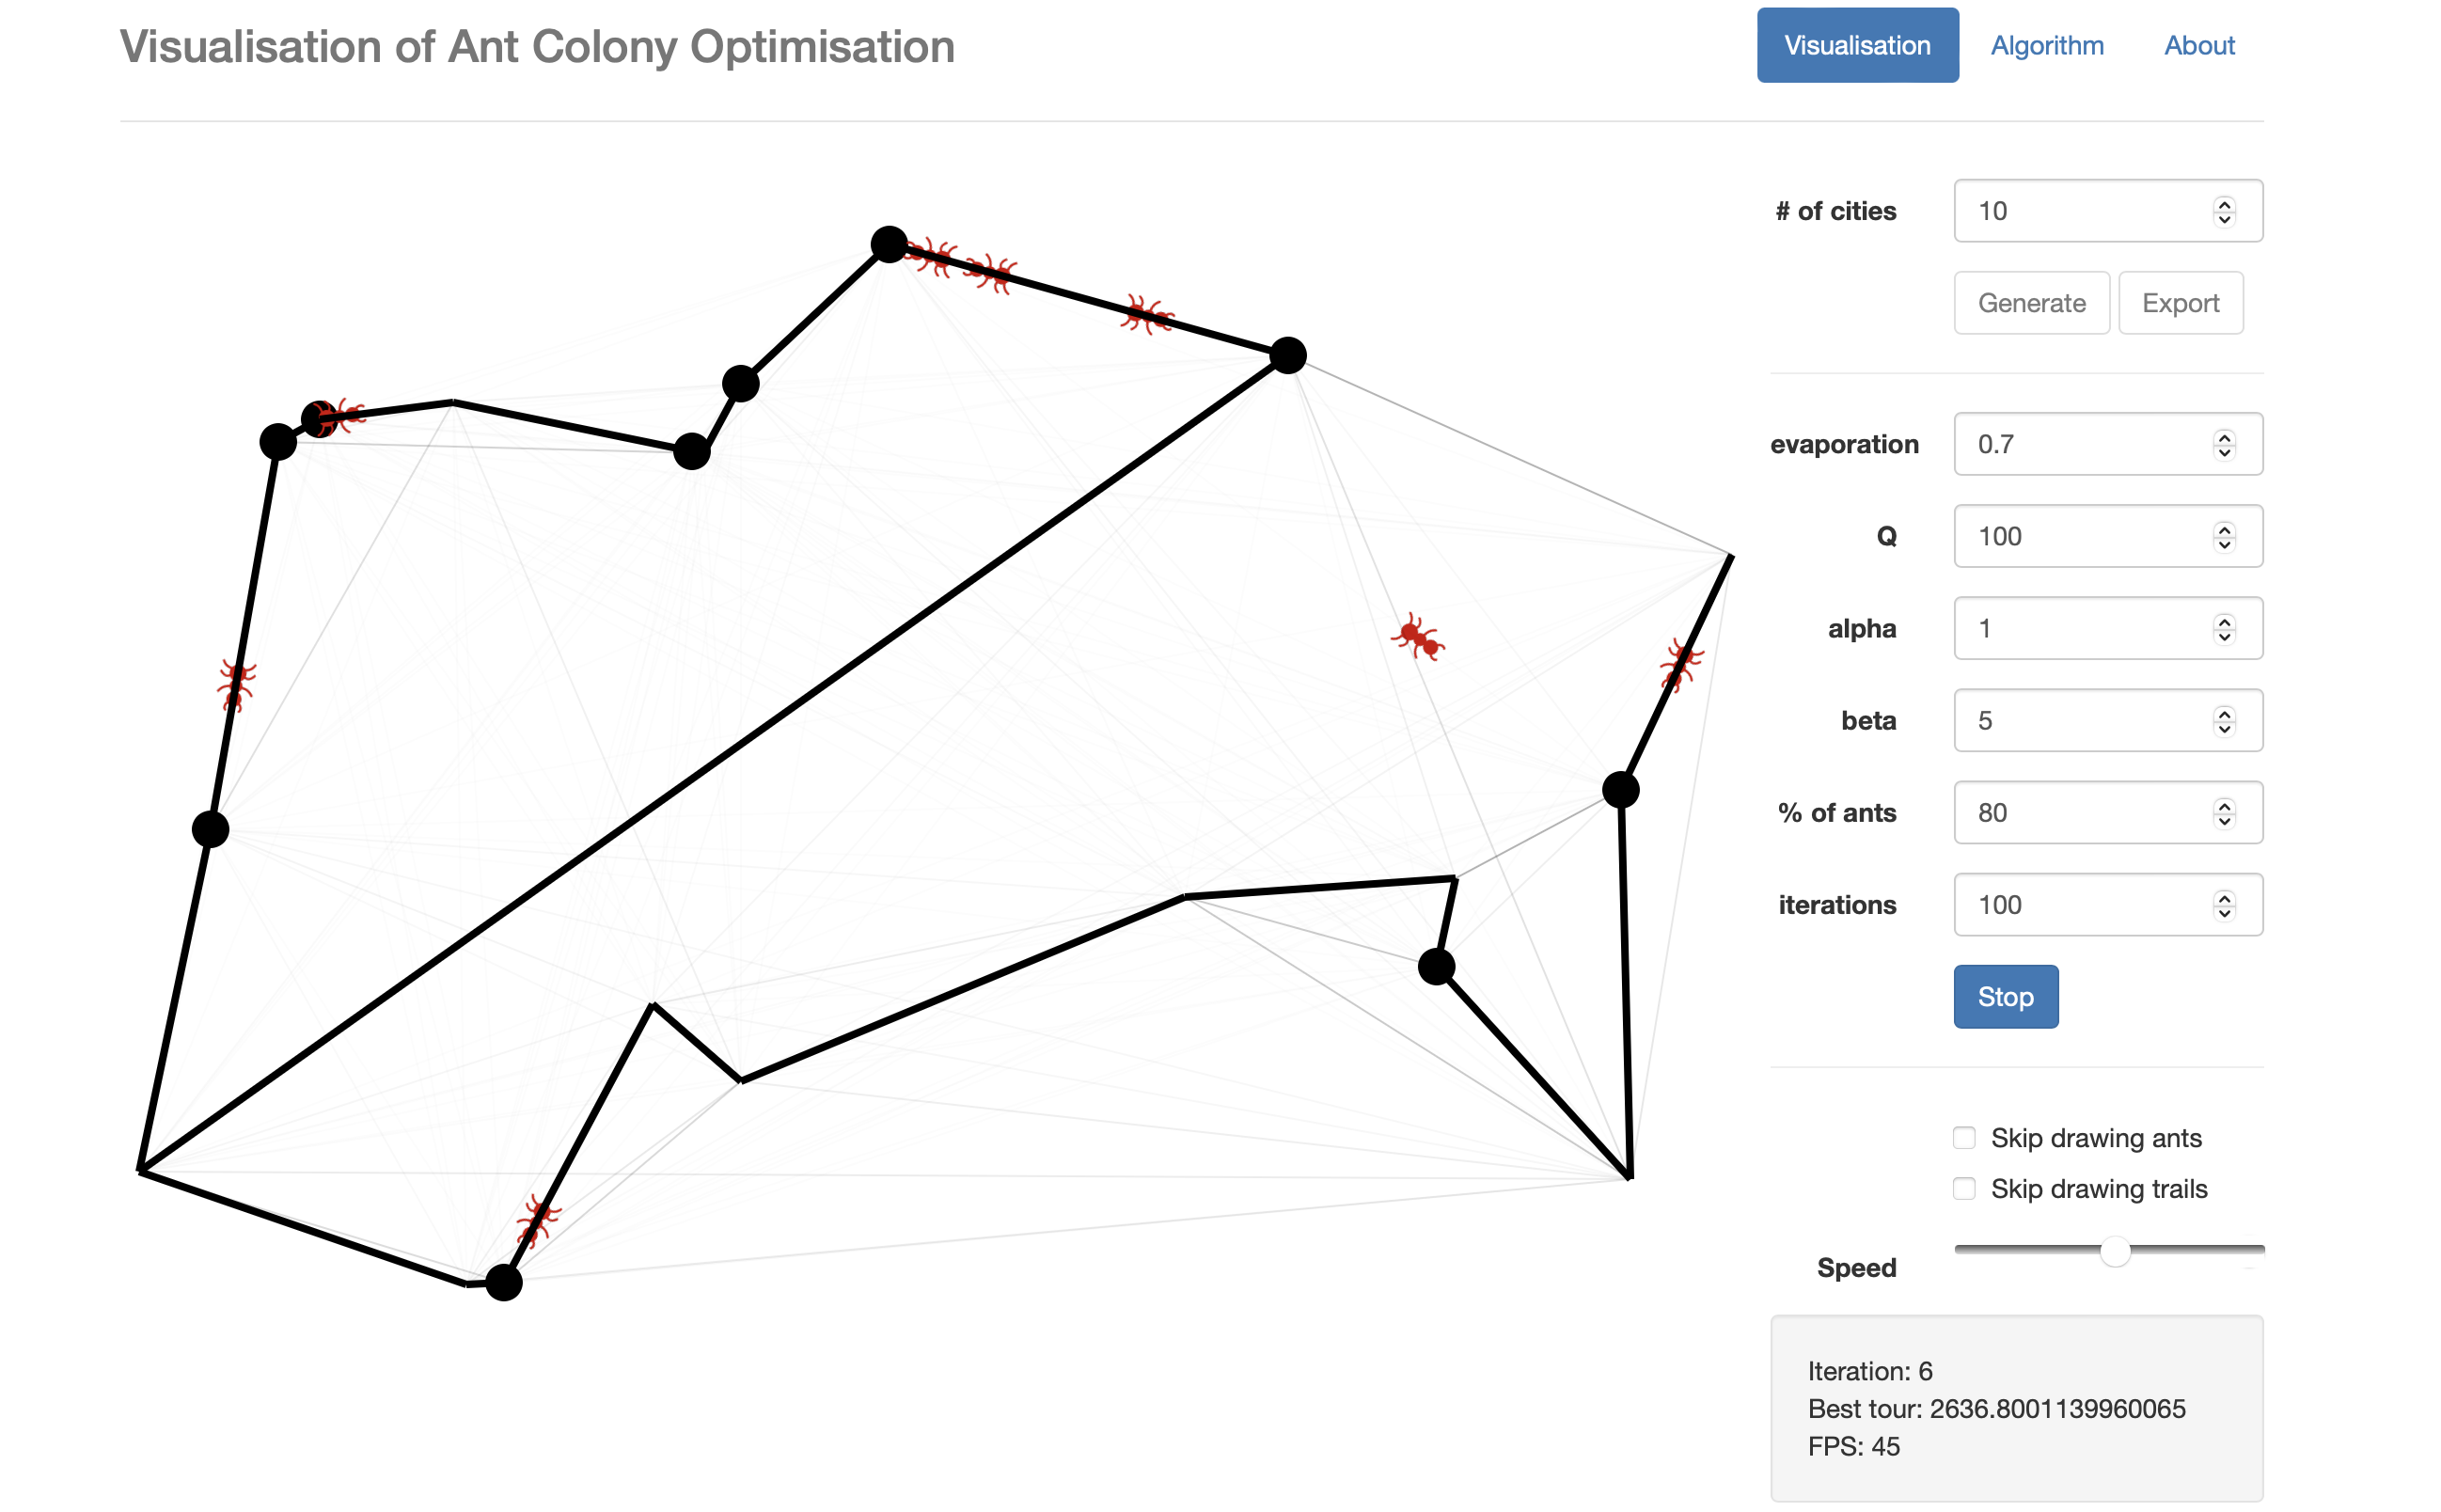 Visualisation of Ant Colony Optimisation
Visualisation Algorithm About
# of cities 10
Generate Export
evaporation 0.7
Q 100
alpha 1
beta 5
% of ants 80
iterations 100
Stop
Skip drawing ants
Skip drawing trails
Speed
Iteration: 6
Best tour: 2636.8001139960065
FPS: 45